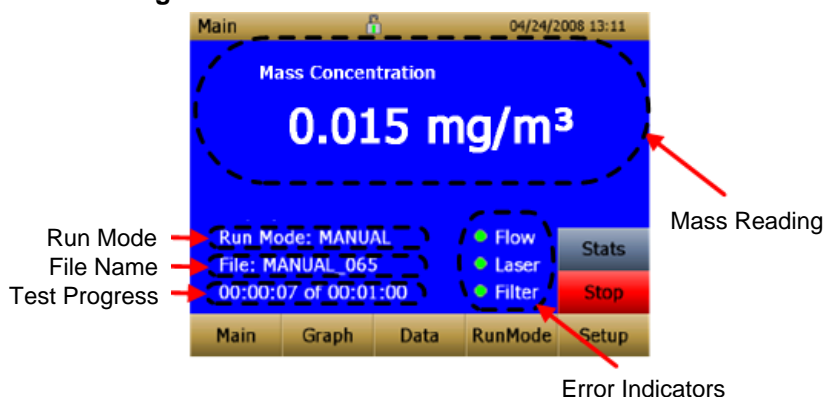 Main 04/24/2008 13:11
Mass Concentration
0.015 mg/m³
Mass Reading
Run Mode
Run Mode: MANUAL
Flow
File Name
File: MANUAL_065
Laser
Stats
Test Progress
00:00:07 of 00:01:00
Filter
Stop
Main Graph Data RunMode Setup
Error Indicators